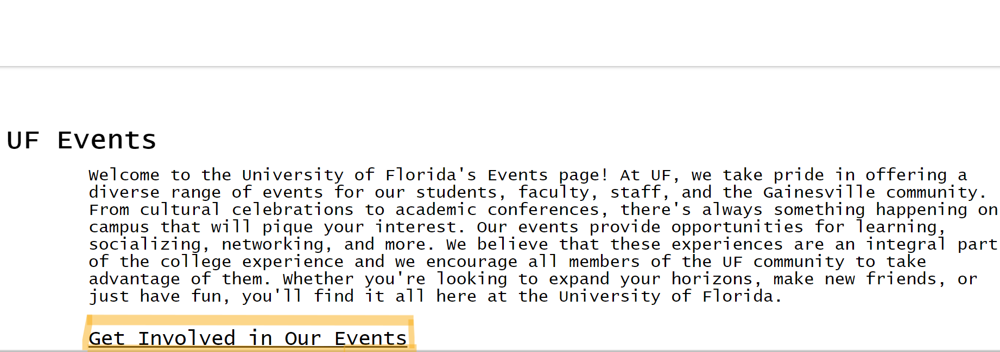 UF Events
Welcome to the University of Florida's Events page! At UF, we take pride in offering a
diverse range of events for our students, faculty, staff, and the Gainesville community.
From cultural celebrations to academic conferences, there's always something happening on
campus that will pique your interest. Our events provide opportunities for learning,
socializing, networking, and more. We believe that these experiences are an integral part
of the college experience and we encourage all members of the UF community to take
advantage of them. Whether you're looking to expand your horizons, make new friends, or
just have fun, you'll find it all here at the University of Florida.
Get Involved in Our Events